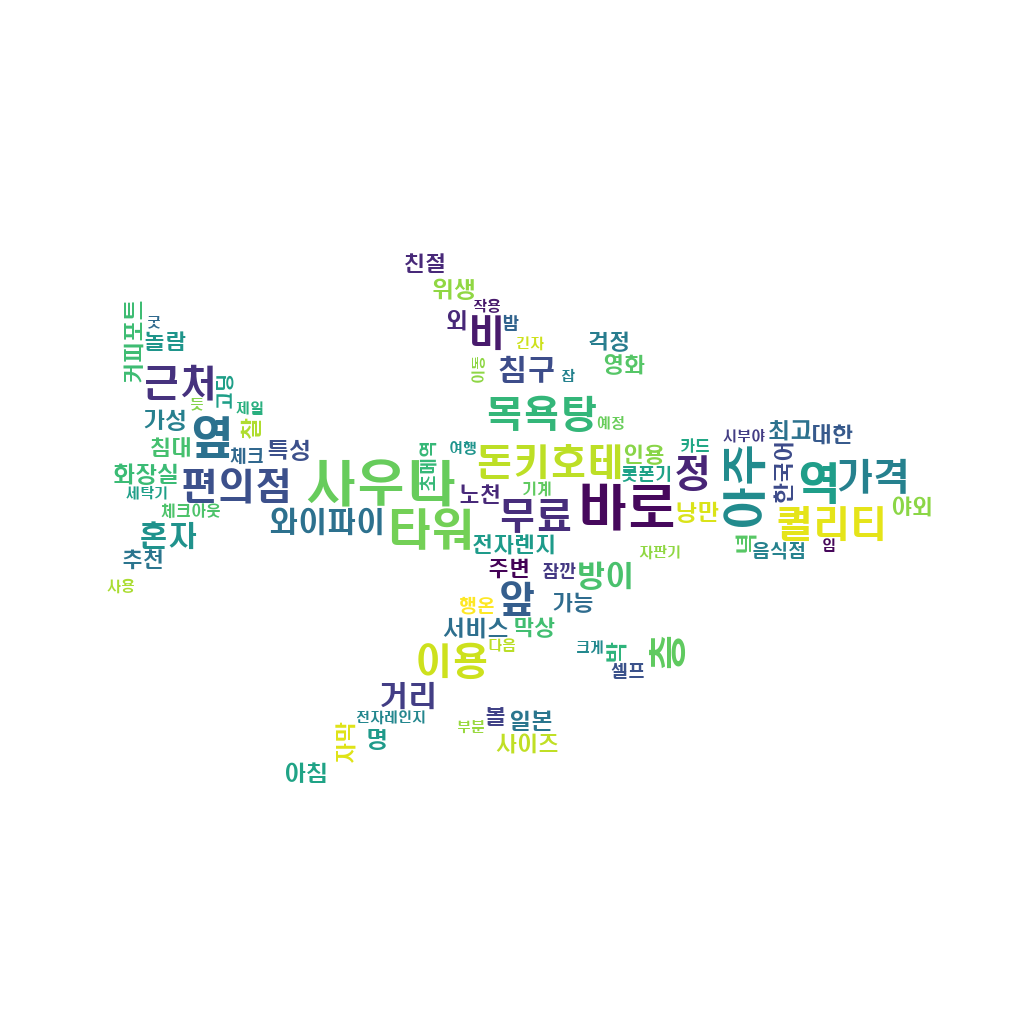 친절
위생
작용
외
비
밤
커피포트
굿
놀람
긴자
걱정
이동
침구
잡
영화
근처
고딩
듯
제일
가성
옆
찰
목욕탕
예정
침대
체크
특성
초메역
여행
돈키호테
인용
카드
시부야
최고
대한
화장실
세탁기
편의점
사우나
노천
기계
롯폰기
정
아주
한국어
역
가격
체크아웃
와이파이
타워
무료
바로
낭만
퀄리티
야외
혼자
전자렌지
자판기
넉
음식점
임
추천
주변
잠깐
방이
사용
행온
앞
가능
서비스
막상
이용
다음
크게
박
층
셀프
거리
전자레인지
볼
일본
부분
자막
명
사이즈
아침